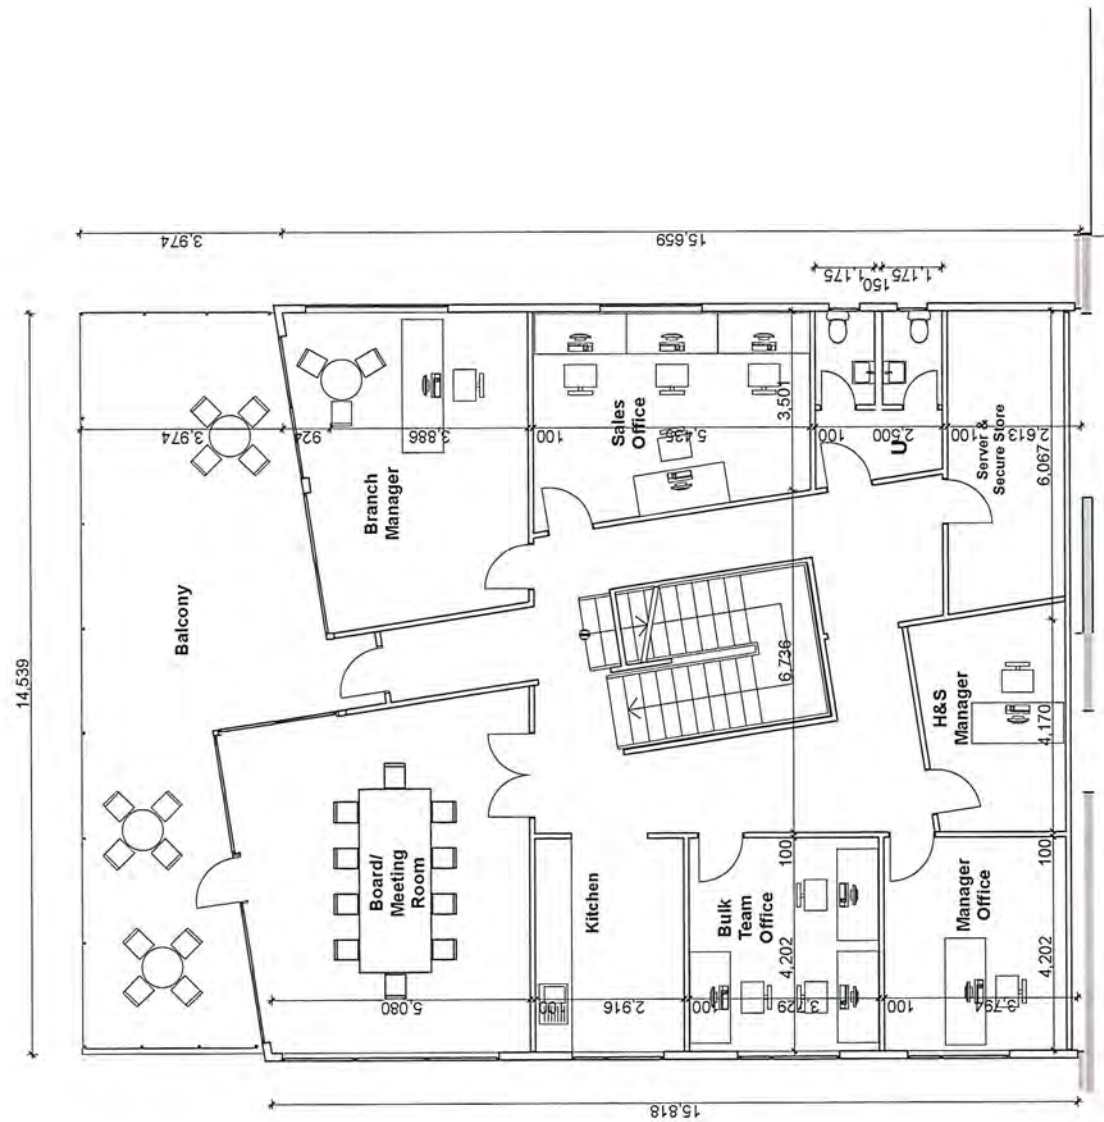 3,974
15,659
1,175
150
1,175
14,539
Balcony
3,974
924
3,886
Branch
Manager
100
5,435
Sales
Office
3,501
100
2,500
U
100
2,613
Server &
Secure Store
6,067
6,736
H&S
Manager
4,170
Board/
Meeting
Room
5,080
100
Kitchen
2,916
100
Bulk
Team
Office
4,202
100
3,729
100
Manager
Office
4,202
100
3,794
15,818